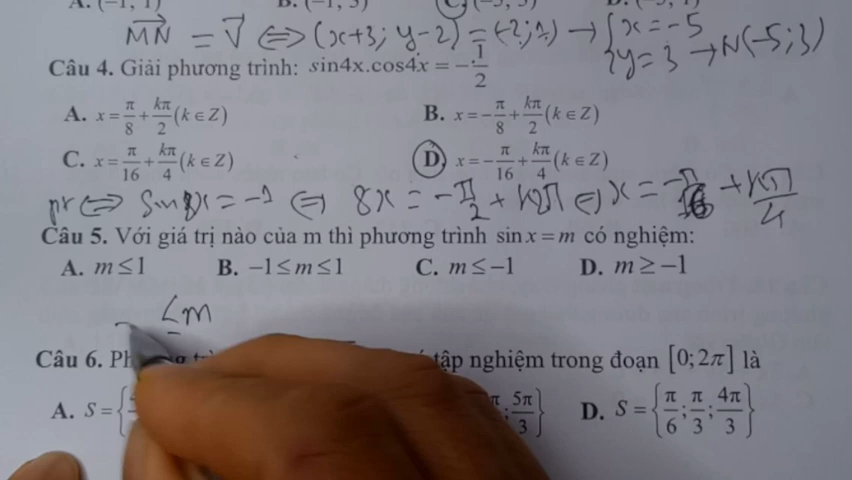 A. (−1; 1) B. (−1; 3)
MN = v ⇔ (x+3; y−2) = (−2; 1) → { x = −5
y = 3 → N(−5; 3)
Câu 4. Giải phương trình: sin4x.cos4x = −1/2
A. x = π/8 + kπ/2 (k ∈ Z) B. x = −π/8 + kπ/2 (k ∈ Z)
C. x = π/16 + kπ/4 (k ∈ Z) D. x = −π/16 + kπ/4 (k ∈ Z)
pt ⇔ sin8x = −1 ⇔ 8x = −π/2 + k2π ⇔ x = −π/16 + kπ/4
Câu 5. Với giá trị nào của m thì phương trình sin x = m có nghiệm:
A. m ≤ 1 B. −1 ≤ m ≤ 1 C. m ≤ −1 D. m ≥ −1
− ≤ m
Câu 6. tập nghiệm trong đoạn [0; 2π] là
A. S = { π; 5π/3} D. S = {π/6; π/3; 4π/3}